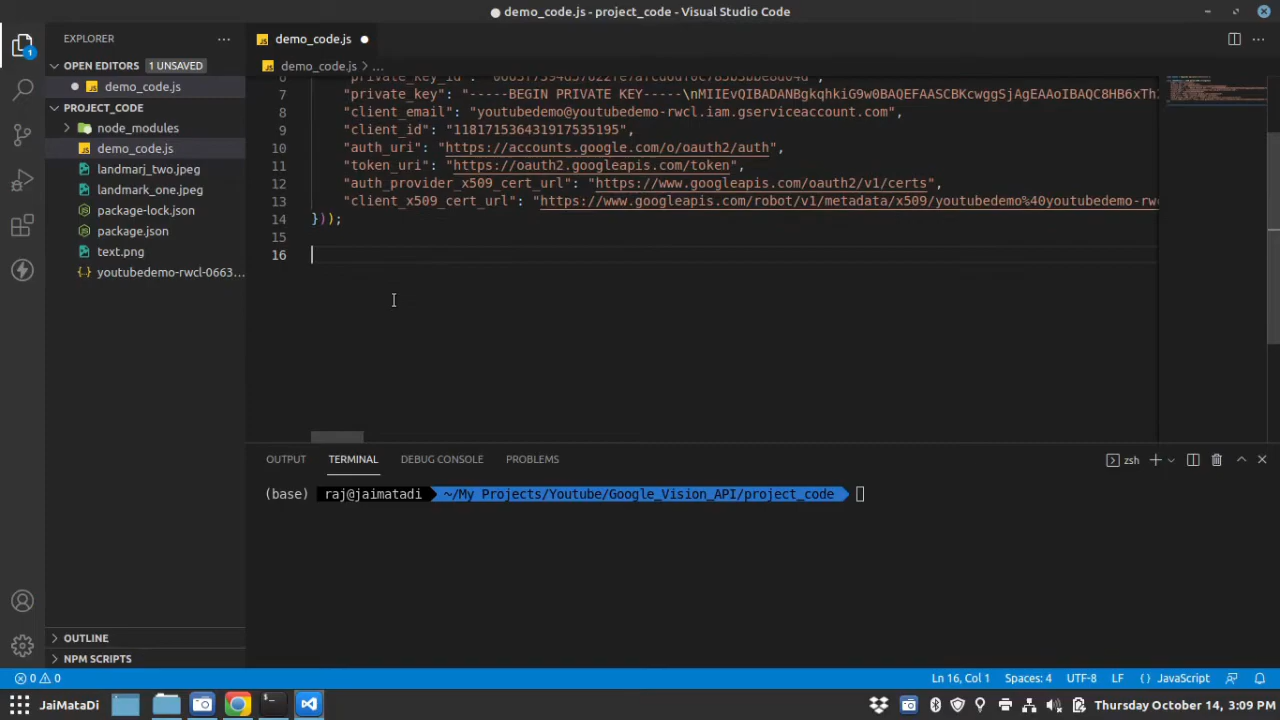 demo_code.js - project_code - Visual Studio Code
EXPLORER
OPEN EDITORS 1 UNSAVED
demo_code.js
PROJECT_CODE
node_modules
demo_code.js
landmarj_two.jpeg
landmark_one.jpeg
package-lock.json
package.json
text.png
youtubedemo-rwcl-0663...
OUTLINE
NPM SCRIPTS
demo_code.js
demo_code.js > ...
7 "private_key": "-----BEGIN PRIVATE KEY-----\nMIIEvQIBADANBgkqhkiG9w0BAQEFAASCBKcwggSjAgEAAoIBAQC8HB6xTh
8 "client_email": "youtubedemo@youtubedemo-rwcl.iam.gserviceaccount.com",
9 "client_id": "118171536431917535195",
10 "auth_uri": "https://accounts.google.com/o/oauth2/auth",
11 "token_uri": "https://oauth2.googleapis.com/token",
12 "auth_provider_x509_cert_url": "https://www.googleapis.com/oauth2/v1/certs",
13 "client_x509_cert_url": "https://www.googleapis.com/robot/v1/metadata/x509/youtubedemo%40youtubedemo-rw
14 }));
15
16
OUTPUT TERMINAL DEBUG CONSOLE PROBLEMS
zsh
(base) raj@jaimatadi ~/My Projects/Youtube/Google_Vision_API/project_code
0 0 Ln 16, Col 1 Spaces: 4 UTF-8 LF { } JavaScript
JaiMataDi Thursday October 14, 3:09 PM